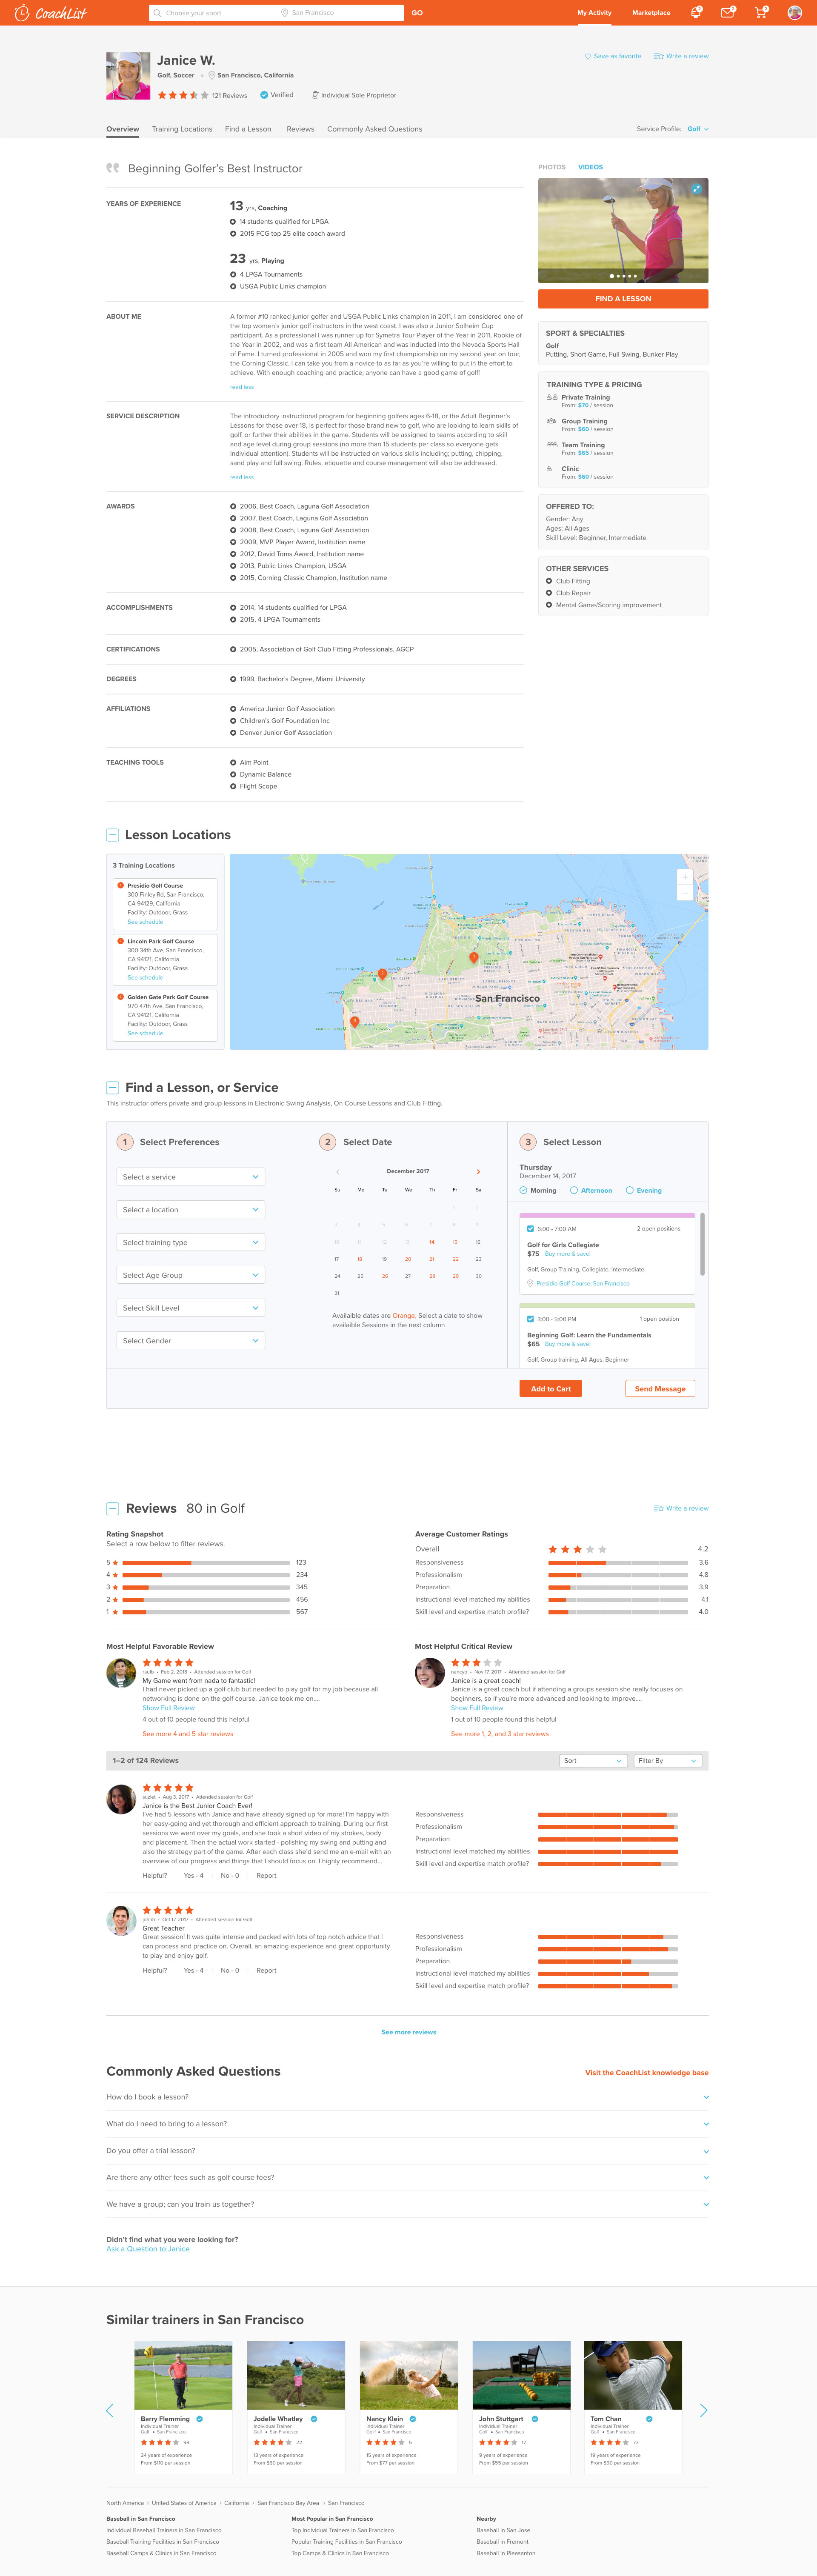 CoachList
Choose your sport
San Francisco
GO
My Activity
Marketplace
Janice W.
Golf, Soccer
San Francisco, California
121 Reviews
Verified
Individual Sole Proprietor
Save as favorite
Write a review
Overview
Training Locations
Find a Lesson
Reviews
Commonly Asked Questions
Service Profile: Golf
Beginning Golfer's Best Instructor
YEARS OF EXPERIENCE
13 yrs, Coaching
14 students qualified for LPGA
2015 FCG top 25 elite coach award
23 yrs, Playing
4 LPGA Tournaments
USGA Public Links champion
ABOUT ME
A former #10 ranked junior golfer and USGA Public Links champion in 2011, I am considered one of
the top women's junior golf instructors in the west coast. I was also a Junior Solheim Cup
participant. As a professional I was runner up for Symetra Tour Player of the Year in 2011, Rookie of
the Year in 2002, and was a first team All American and was inducted into the Nevada Sports Hall
of Fame. I turned professional in 2005 and won my first championship on my second year on tour,
the Corning Classic. I can take you from a novice to as far as you're willing to put in the effort to
achieve. With enough coaching and practice, anyone can have a good game of golf!
read less
SERVICE DESCRIPTION
The introductory instructional program for beginning golfers ages 6-18, or the Adult Beginner's
Lessons for those over 18, is perfect for those brand new to golf, who are looking to learn skills of
golf, or further their abilities in the game. Students will be assigned to teams according to skill
and age level during group sessions (no more than 15 students per class so everyone gets
individual attention). Students will be instructed on various skills including; putting, chipping,
sand play and full swing. Rules, etiquette and course management will also be addressed.
read less
AWARDS
2006, Best Coach, Laguna Golf Association
2007, Best Coach, Laguna Golf Association
2008, Best Coach, Laguna Golf Association
2009, MVP Player Award, Institution name
2012, David Toms Award, Institution name
2013, Public Links Champion, USGA
2015, Corning Classic Champion, Institution name
ACCOMPLISHMENTS
2014, 14 students qualified for LPGA
2015, 4 LPGA Tournaments
CERTIFICATIONS
2005, Association of Golf Club Fitting Professionals, AGCP
DEGREES
1999, Bachelor's Degree, Miami University
AFFILIATIONS
America Junior Golf Association
Children's Golf Foundation Inc
Denver Junior Golf Association
TEACHING TOOLS
Aim Point
Dynamic Balance
Flight Scope
PHOTOS
VIDEOS
FIND A LESSON
SPORT & SPECIALTIES
Golf
Putting, Short Game, Full Swing, Bunker Play
TRAINING TYPE & PRICING
Private Training
From: $70 / session
Group Training
From: $60 / session
Team Training
From: $65 / session
Clinic
From: $60 / session
OFFERED TO:
Gender: Any
Ages: All Ages
Skill Level: Beginner, Intermediate
OTHER SERVICES
Club Fitting
Club Repair
Mental Game/Scoring improvement
Lesson Locations
3 Training Locations
Presidio Golf Course
300 Finley Rd, San Francisco,
CA 94129, California
Facility: Outdoor, Grass
See schedule
Lincoln Park Golf Course
300 34th Ave, San Francisco,
CA 94121, California
Facility: Outdoor, Grass
See schedule
Golden Gate Park Golf Course
970 47th Ave, San Francisco,
CA 94121, California
Facility: Outdoor, Grass
See schedule
San Francisco
Find a Lesson, or Service
This instructor offers private and group lessons in Electronic Swing Analysis, On Course Lessons and Club Fitting.
1 Select Preferences
Select a service
Select a location
Select training type
Select Age Group
Select Skill Level
Select Gender
2 Select Date
December 2017
Su Mo Tu We Th Fr Sa
1 2
3 4 5 6 7 8 9
10 11 12 13 14 15 16
17 18 19 20 21 22 23
24 25 26 27 28 29 30
31
Available dates are Orange, Select a date to show
available Sessions in the next column
3 Select Lesson
Thursday
December 14, 2017
Morning
Afternoon
Evening
6:00 - 7:00 AM
2 open positions
Golf for Girls Collegiate
$75 Buy more & save!
Golf, Group Training, Collegiate, Intermediate
Presidio Golf Course, San Francisco
3:00 - 5:00 PM
1 open position
Beginning Golf: Learn the Fundamentals
$65 Buy more & save!
Golf, Group training, All Ages, Beginner
Add to Cart
Send Message
Reviews 80 in Golf
Write a review
Rating Snapshot
Select a row below to filter reviews.
5 123
4 234
3 345
2 456
1 567
Average Customer Ratings
Overall 4.2
Responsiveness 3.6
Professionalism 4.8
Preparation 3.9
Instructional level matched my abilities 4.1
Skill level as expertise match profile? 4.0
Most Helpful Favorable Review
raulb • Feb 2, 2018 • Attended session for Golf
My Game went from nada to fantastic!
I had never picked up a golf club but needed to play golf for my job because all
networking is done on the golf course. Janice took me on....
Show Full Review
4 out of 10 people found this helpful
See more 4 and 5 star reviews
Most Helpful Critical Review
nancyb • Nov 17, 2017 • Attended session for Golf
Janice is a great coach!
Janice is a great coach but if attending a groups session she really focuses on
beginners, so if you're more advanced and looking to improve....
Show Full Review
1 out of 10 people found this helpful
See more 1, 2, and 3 star reviews
1–2 of 124 Reviews
Sort
Filter By
suziet • Aug 3, 2017 • Attended session for Golf
Janice is the Best Junior Coach Ever!
I've had 5 lessons with Janice and have already signed up for more! I'm happy with
her easy-going and yet thorough and efficient approach to training. During our first
sessions we went over my goals, and she took a short video of my strokes, body
and placement. Then the actual work started - polishing my swing and putting and
also the strategy part of the game. After each class she'd send me an e-mail with an
overview of our progress and things that I should focus on. I highly recommend...
Helpful? Yes - 4 No - 0 Report
Responsiveness
Professionalism
Preparation
Instructional level matched my abilities
Skill level as expertise match profile?
johnb • Oct 17, 2017 • Attended session for Golf
Great Teacher
Great session! It was quite intense and packed with lots of top notch advice that I
can process and practice on. Overall, an amazing experience and great opportunity
to play and enjoy golf.
Helpful? Yes - 4 No - 0 Report
Responsiveness
Professionalism
Preparation
Instructional level matched my abilities
Skill level and expertise match profile?
See more reviews
Commonly Asked Questions
Visit the CoachList knowledge base
How do I book a lesson?
What do I need to bring to a lesson?
Do you offer a trial lesson?
Are there any other fees such as golf course fees?
We have a group; can you train us together?
Didn't find what you were looking for?
Ask a Question to Janice
Similar trainers in San Francisco
Barry Flemming
Individual Trainer
Golf • San Francisco
98
24 years of experience
From $110 per session
Jodelle Whatley
Individual Trainer
Golf • San Francisco
22
13 years of experience
From $60 per session
Nancy Klein
Individual Trainer
Golf • San Francisco
5
15 years of experience
From $77 per session
John Stuttgart
Individual Trainer
Golf • San Francisco
17
9 years of experience
From $55 per session
Tom Chan
Individual Trainer
Golf • San Francisco
73
19 years of experience
From $90 per session
North America > United States of America > California > San Francisco Bay Area > San Francisco
Baseball in San Francisco
Individual Baseball Trainers in San Francisco
Baseball Training Facilities in San Francisco
Baseball Camps & Clinics in San Francisco
Most Popular in San Francisco
Top Individual Trainers in San Francisco
Popular Training Facilities in San Francisco
Top Camps & Clinics in San Francisco
Nearby
Baseball in San Jose
Baseball in Fremont
Baseball in Pleasanton